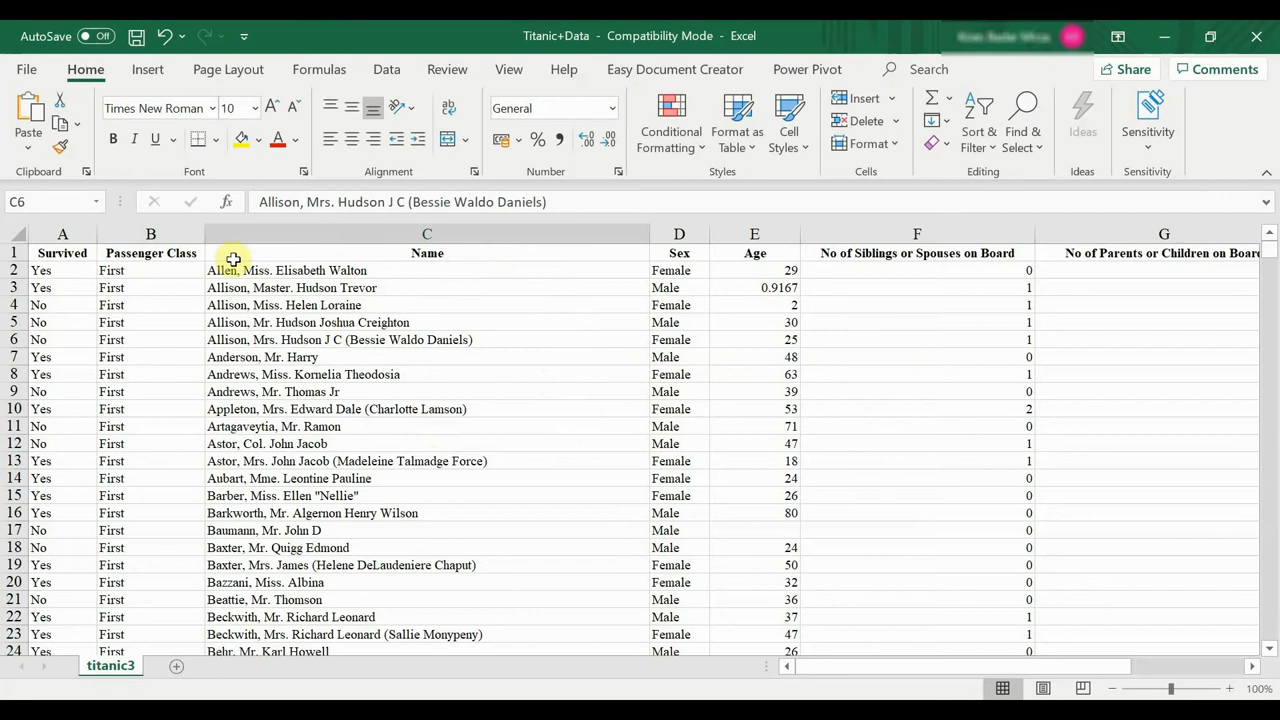 AutoSave Off Titanic+Data - Compatibility Mode - Excel
File Home Insert Page Layout Formulas Data Review View Help Easy Document Creator Power Pivot Search Share Comments
Paste
Clipboard
Times New Roman 10
B I U
Font
ab
Alignment
General
%
Number
Conditional Formatting
Format as Table
Cell Styles
Styles
Insert
Delete
Format
Cells
Sort & Filter
Find & Select
Editing
Ideas
Ideas
Sensitivity
Sensitivity
C6 fx Allison, Mrs. Hudson J C (Bessie Waldo Daniels)
A B C D E F G
1 Survived Passenger Class Name Sex Age No of Siblings or Spouses on Board No of Parents or Children on Board
2 Yes First Allen, Miss. Elisabeth Walton Female 29 0
3 Yes First Allison, Master. Hudson Trevor Male 0.9167 1
4 No First Allison, Miss. Helen Loraine Female 2 1
5 No First Allison, Mr. Hudson Joshua Creighton Male 30 1
6 No First Allison, Mrs. Hudson J C (Bessie Waldo Daniels) Female 25 1
7 Yes First Anderson, Mr. Harry Male 48 0
8 Yes First Andrews, Miss. Kornelia Theodosia Female 63 1
9 No First Andrews, Mr. Thomas Jr Male 39 0
10 Yes First Appleton, Mrs. Edward Dale (Charlotte Lamson) Female 53 2
11 No First Artagaveytia, Mr. Ramon Male 71 0
12 No First Astor, Col. John Jacob Male 47 1
13 Yes First Astor, Mrs. John Jacob (Madeleine Talmadge Force) Female 18 1
14 Yes First Aubart, Mme. Leontine Pauline Female 24 0
15 Yes First Barber, Miss. Ellen "Nellie" Female 26 0
16 Yes First Barkworth, Mr. Algernon Henry Wilson Male 80 0
17 No First Baumann, Mr. John D Male 0
18 No First Baxter, Mr. Quigg Edmond Male 24 0
19 Yes First Baxter, Mrs. James (Helene DeLaudeniere Chaput) Female 50 0
20 Yes First Bazzani, Miss. Albina Female 32 0
21 No First Beattie, Mr. Thomson Male 36 0
22 Yes First Beckwith, Mr. Richard Leonard Male 37 1
23 Yes First Beckwith, Mrs. Richard Leonard (Sallie Monypeny) Female 47 1
24 Yes First Behr, Mr. Karl Howell Male 26 0
titanic3
100%